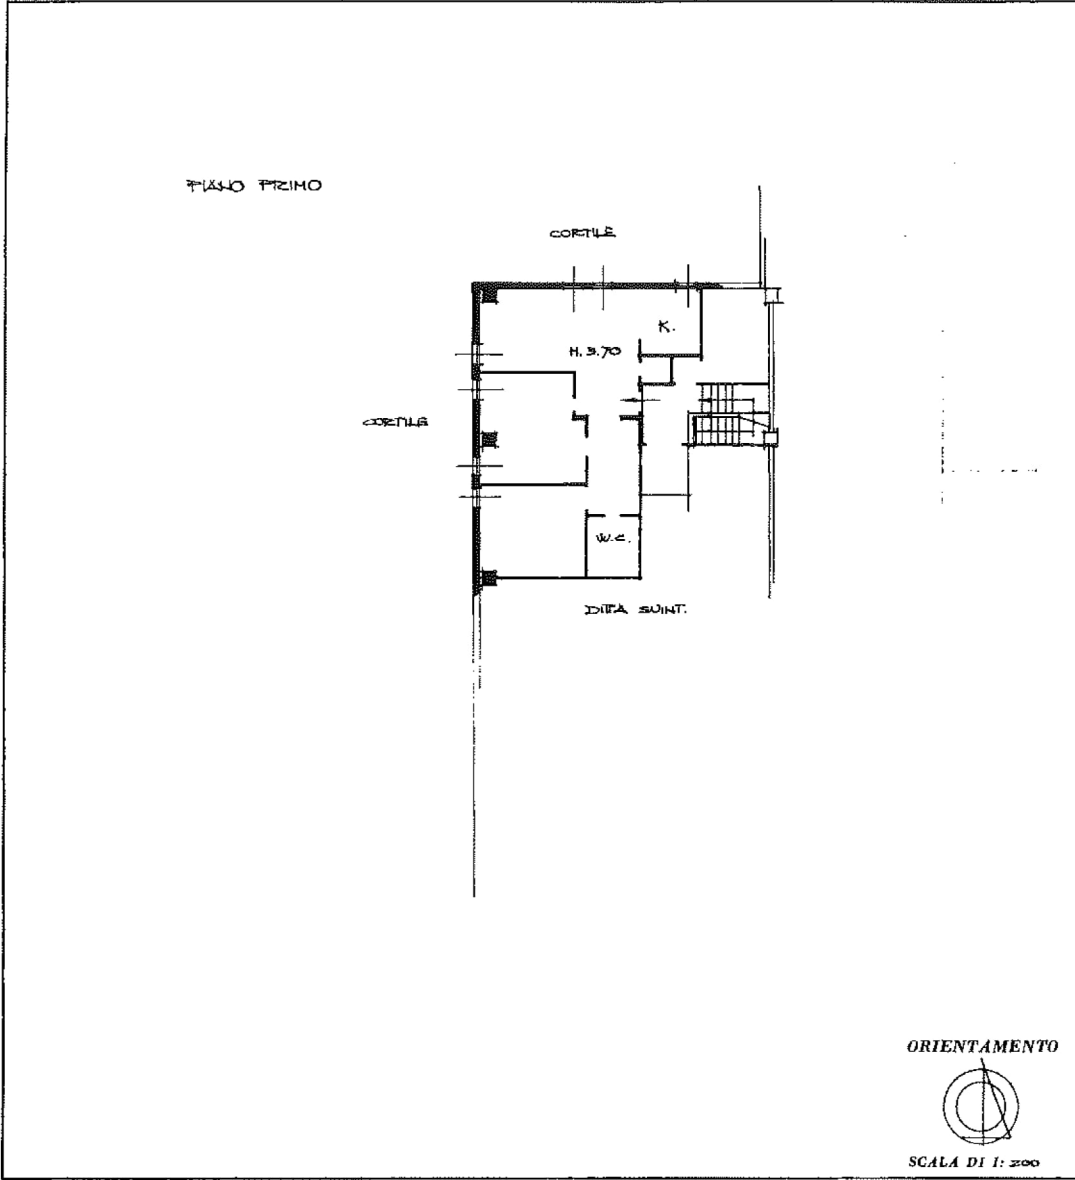 PIANO PRIMO
CORTILE
K.
H. 3.70
CORTILE
W.C.
DITTA SUINT.
ORIENTAMENTO
SCALA DI 1: 200